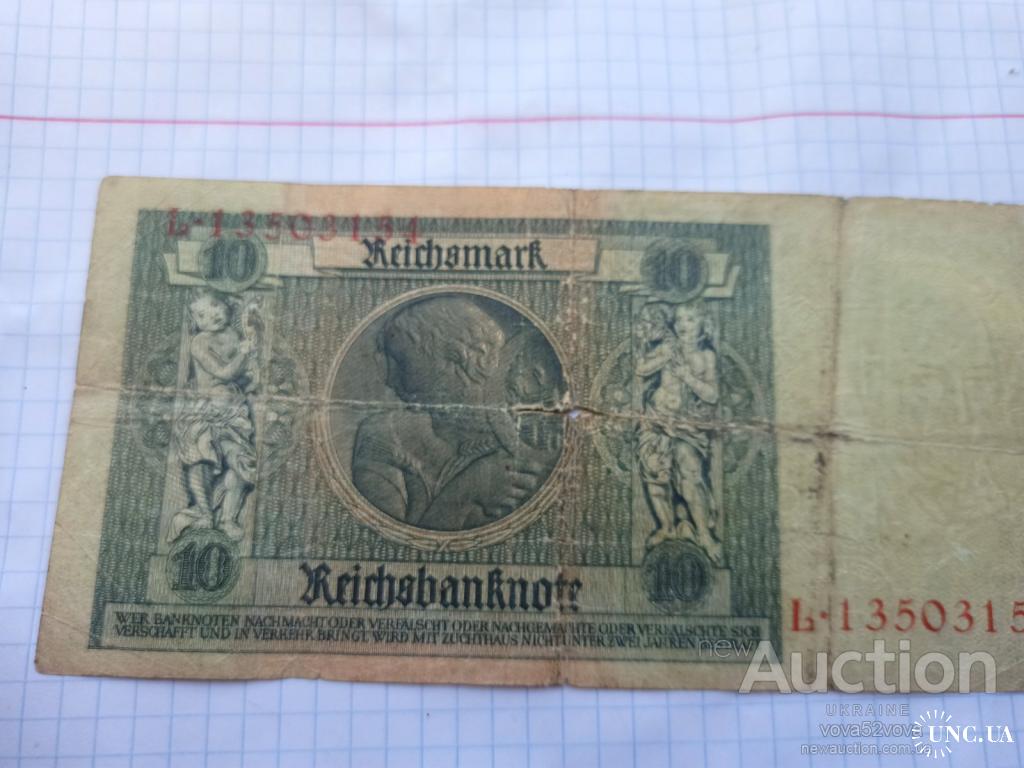 L·13503154
10 Reichsmark 10
10 Reichsbanknote 10
WER BANKNOTEN NACHMACHT ODER VERFÄLSCHT ODER NACHGEMACHTE ODER VERFÄLSCHTE SICH
VERSCHAFFT UND IN VERKEHR BRINGT, WIRD MIT ZUCHTHAUS NICHT UNTER ZWEI JAHREN BESTRAFT
L·1350315
new Auction
UKRAINE
vova52vova
newauction.com.ua
UNC.UA